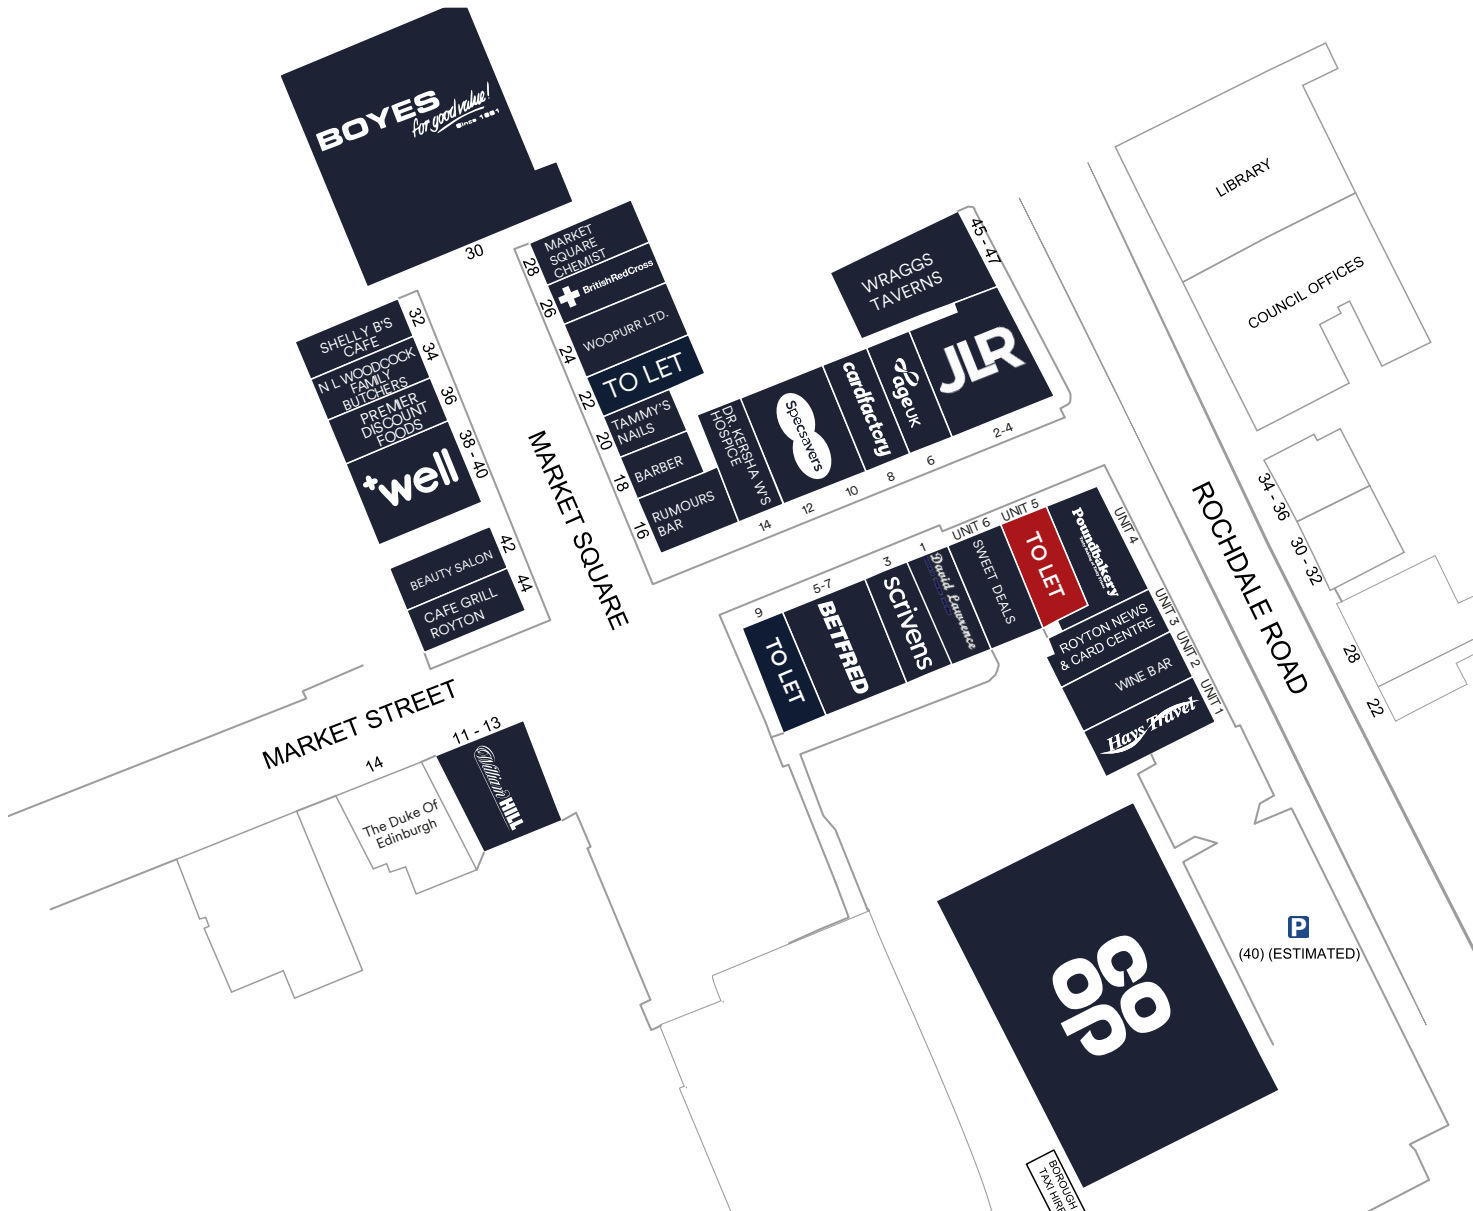 BOYES
for good value!
Since 1881
30
MARKET
SQUARE
CHEMIST
28
BritishRedCross
26
WOOPURR LTD.
24
TO LET
22
TAMMY'S
NAILS
20
BARBER
18
RUMOURS
BAR
16
SHELLY B'S
CAFE
32
N L WOODCOCK
FAMILY
BUTCHERS
34
PREMIER
DISCOUNT
FOODS
36
well
38 - 40
BEAUTY SALON
42
CAFE GRILL
ROYTON
44
MARKET SQUARE
MARKET STREET
14
The Duke Of
Edinburgh
11 - 13
William
HILL
WRAGGS
TAVERNS
45 - 47
DR. KERSHAW'S
HOSPICE
14
Specsavers
12
cardfactory
10
age UK
8
6
JLR
2-4
LIBRARY
COUNCIL OFFICES
34 - 36
30 - 32
28
22
ROCHDALE ROAD
9
TO LET
5-7
BETFRED
3
Scrivens
1
David Lawrence
UNIT 6
SWEET DEALS
UNIT 5
TO LET
UNIT 4
Poundbakery
UNIT 3
ROYTON NEWS
& CARD CENTRE
UNIT 2
WINE BAR
UNIT 1
Hays Travel
coop
P
(40) (ESTIMATED)
BOROUGH
TAXI HIRE